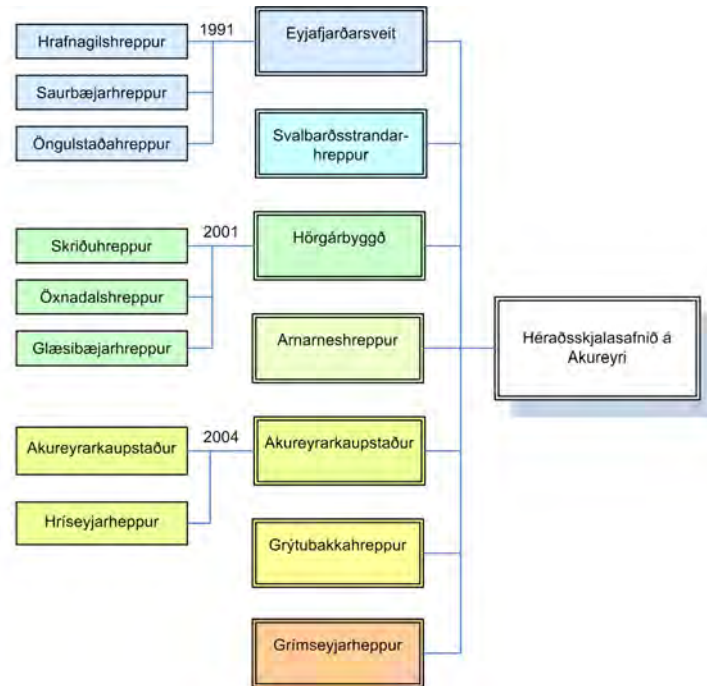 Hrafnagilshreppur
1991
Eyjafjarðarsveit
Saurbæjarhreppur
Öngulstaðahreppur
Svalbarðsstrandar-
hreppur
Skriðuhreppur
2001
Hörgárbyggð
Öxnadalshreppur
Glæsibæjarhreppur
Arnarneshreppur
Héraðsskjalasafnið á
Akureyri
Akureyrarkaupstaður
2004
Akureyrarkaupstaður
Hríseyjarheppur
Grýtubakkahreppur
Grímseyjarheppur